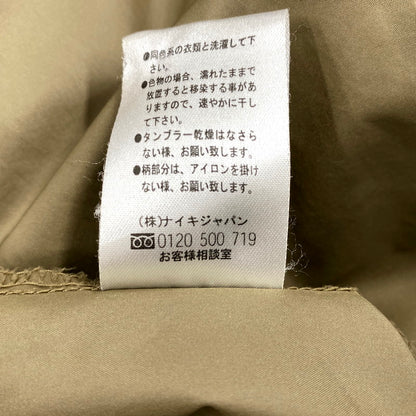 ●同色系の衣類と洗濯して下
さい。
●色物の場合、濡れたままで
放置すると移染する事があ
りますので、速やかに干し
て下さい。
●タンブラー乾燥はなさら
ない様、お願い致します。
●柄部分は、アイロンを掛け
ない様、お願い致します。
(株)ナイキジャパン
0120 500 719
お客様相談室